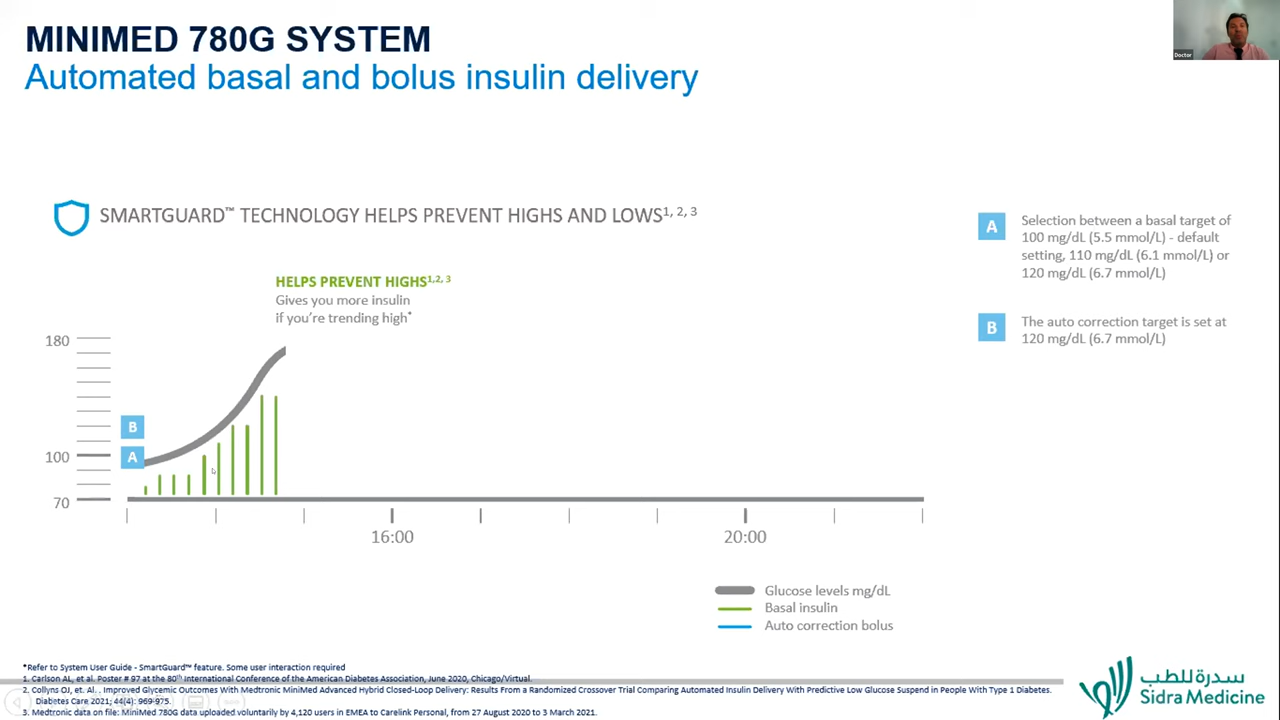 MINIMED 780G SYSTEM
Automated basal and bolus insulin delivery
Doctor
SMARTGUARD™ TECHNOLOGY HELPS PREVENT HIGHS AND LOWS1, 2, 3
HELPS PREVENT HIGHS1,2, 3
Gives you more insulin
if you're trending high*
A
Selection between a basal target of
100 mg/dL (5.5 mmol/L) - default
setting, 110 mg/dL (6.1 mmol/L) or
120 mg/dL (6.7 mmol/L)
B
The auto correction target is set at
120 mg/dL (6.7 mmol/L)
180
B
A
100
70
16:00
20:00
Glucose levels mg/dL
Basal insulin
Auto correction bolus
*Refer to System User Guide - SmartGuard™ feature. Some user interaction required
1. Carlson AL, et al. Poster # 97 at the 80th International Conference of the American Diabetes Association, June 2020, Chicago/Virtual.
2. Collyns OJ, et. Al. . Improved Glycemic Outcomes With Medtronic MiniMed Advanced Hybrid Closed-Loop Delivery: Results From a Randomized Crossover Trial Comparing Automated Insulin Delivery With Predictive Low Glucose Suspend in People With Type 1 Diabetes.
Diabetes Care 2021; 44(4): 969-975.
3. Medtronic data on file: MiniMed 780G data uploaded voluntarily by 4,120 users in EMEA to Carelink Personal, from 27 August 2020 to 3 March 2021.
سدرة للطب
Sidra Medicine